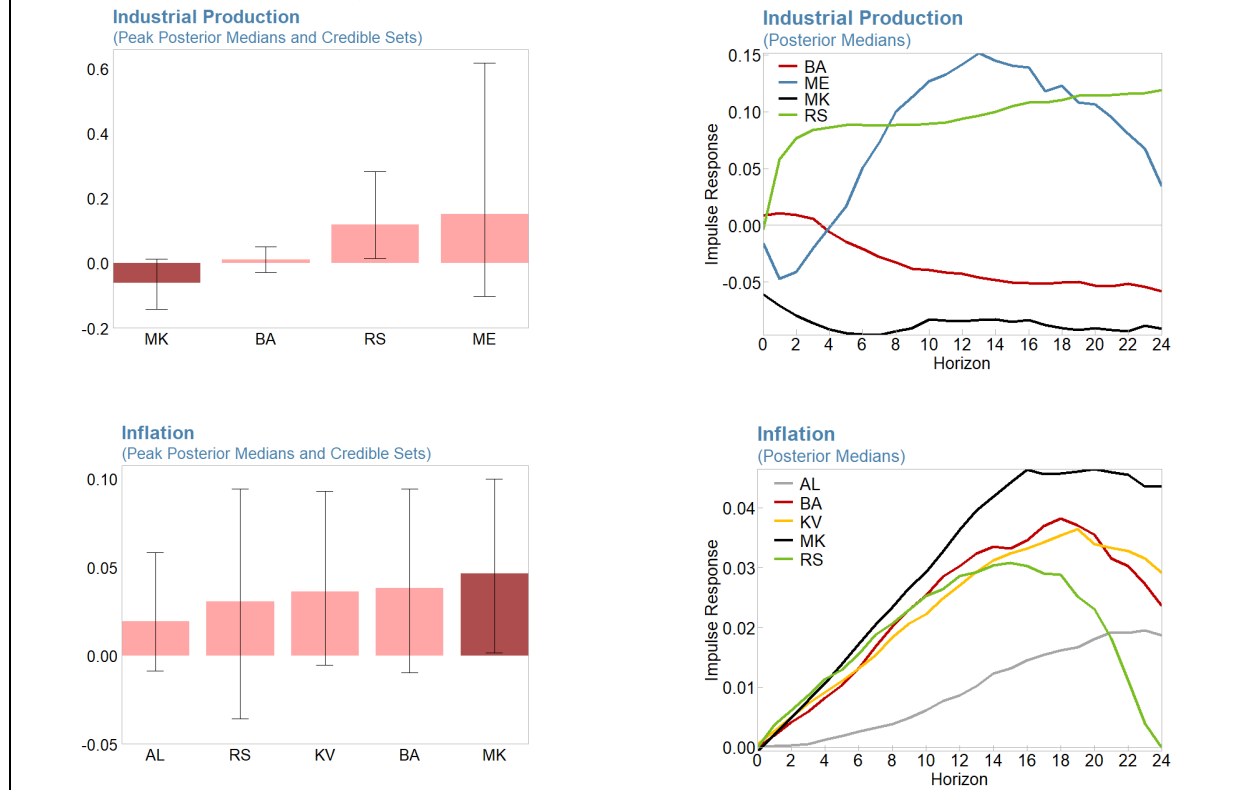 Industrial Production
(Peak Posterior Medians and Credible Sets)
0.6
0.4
0.2
0.0
-0.2
MK BA RS ME
Industrial Production
(Posterior Medians)
Impulse Response
0.15
0.10
0.05
0.00
-0.05
BA
ME
MK
RS
0 2 4 6 8 10 12 14 16 18 20 22 24
Horizon
Inflation
(Peak Posterior Medians and Credible Sets)
0.10
0.05
0.00
-0.05
AL RS KV BA MK
Inflation
(Posterior Medians)
Impulse Response
0.04
0.03
0.02
0.01
0.00
AL
BA
KV
MK
RS
0 2 4 6 8 10 12 14 16 18 20 22 24
Horizon